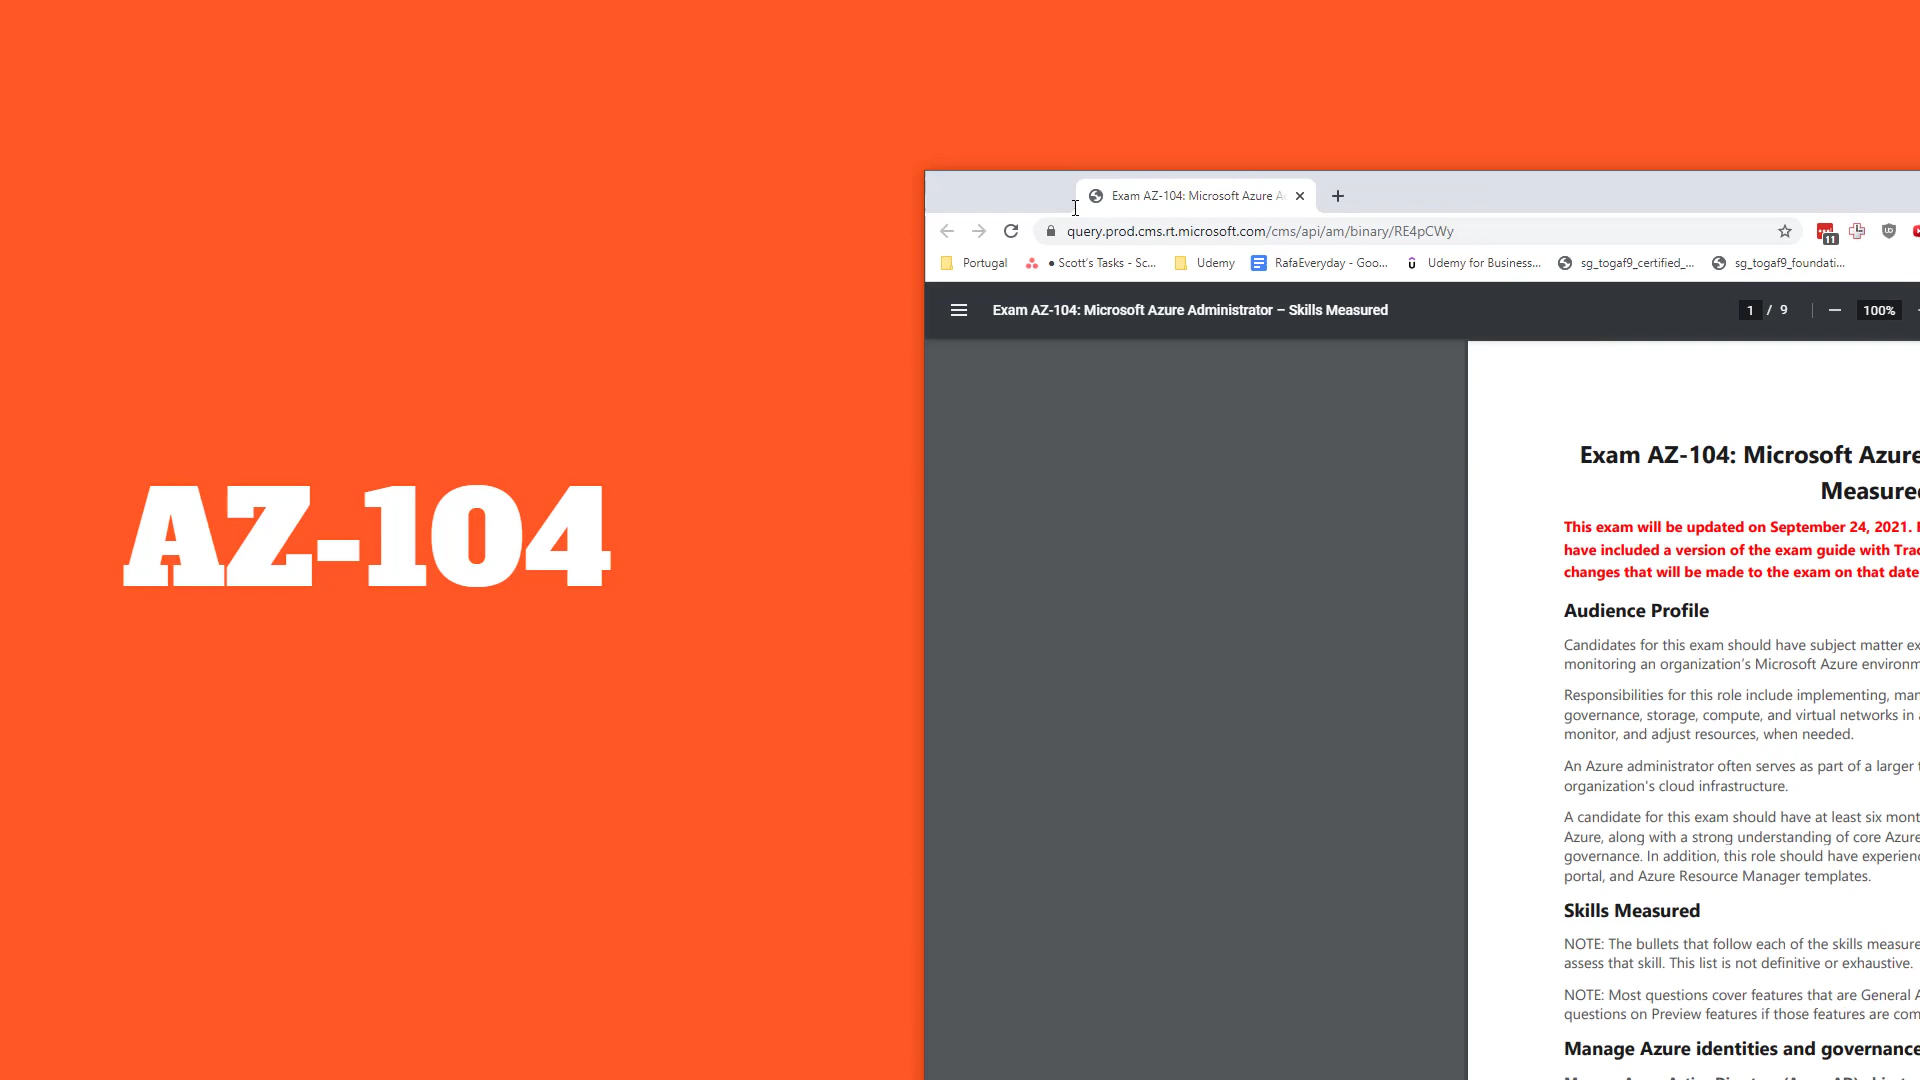 AZ-104
Exam AZ-104: Microsoft Azure
query.prod.cms.rt.microsoft.com/cms/api/am/binary/RE4pCWy
11
Portugal
• Scott's Tasks - Sc...
Udemy
RafaEveryday - Goo...
Udemy for Business...
sg_togaf9_certified_...
sg_togaf9_foundati...
Exam AZ-104: Microsoft Azure Administrator – Skills Measured
1 / 9
100%
Exam AZ-104: Microsoft Azure
Measured
This exam will be updated on September 24, 2021.
have included a version of the exam guide with
changes that will be made to the exam on that date
Audience Profile
Candidates for this exam should have subject matter
monitoring an organization's Microsoft Azure
Responsibilities for this role include implementing,
governance, storage, compute, and virtual networks in
monitor, and adjust resources, when needed.
An Azure administrator often serves as part of a larger
organization's cloud infrastructure.
A candidate for this exam should have at least six
Azure, along with a strong understanding of core Azure
governance. In addition, this role should have
portal, and Azure Resource Manager templates.
Skills Measured
NOTE: The bullets that follow each of the skills
assess that skill. This list is not definitive or exhaustive.
NOTE: Most questions cover features that are General
questions on Preview features if those features are
Manage Azure identities and governance